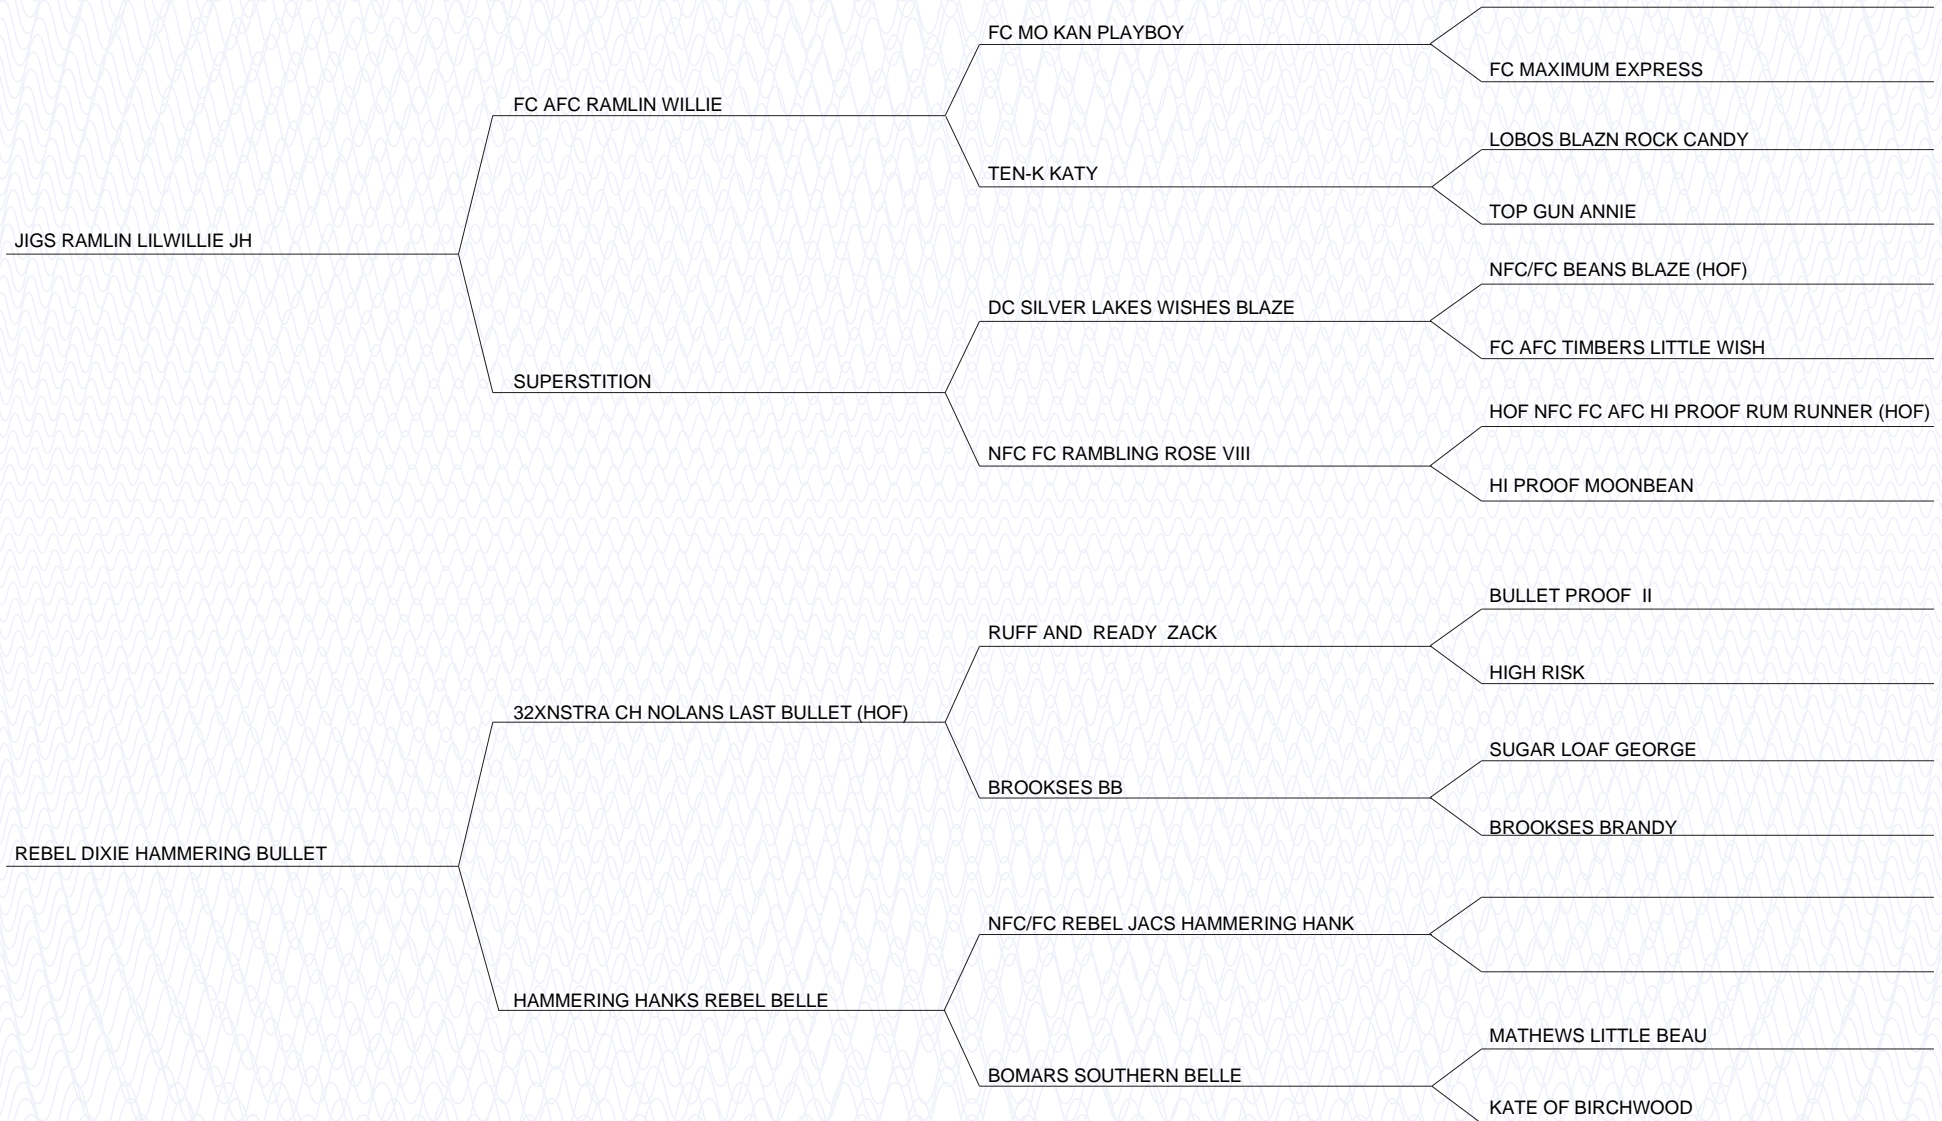 FC MO KAN PLAYBOY
FC MAXIMUM EXPRESS
FC AFC RAMLIN WILLIE
LOBOS BLAZN ROCK CANDY
TEN-K KATY
TOP GUN ANNIE
JIGS RAMLIN LILWILLIE JH
NFC/FC BEANS BLAZE (HOF)
DC SILVER LAKES WISHES BLAZE
FC AFC TIMBERS LITTLE WISH
SUPERSTITION
HOF NFC FC AFC HI PROOF RUM RUNNER (HOF)
NFC FC RAMBLING ROSE VIII
HI PROOF MOONBEAN
BULLET PROOF  II
RUFF AND  READY  ZACK
HIGH RISK
32XNSTRA CH NOLANS LAST BULLET (HOF)
SUGAR LOAF GEORGE
BROOKSES BB
BROOKSES BRANDY
REBEL DIXIE HAMMERING BULLET
NFC/FC REBEL JACS HAMMERING HANK
HAMMERING HANKS REBEL BELLE
MATHEWS LITTLE BEAU
BOMARS SOUTHERN BELLE
KATE OF BIRCHWOOD